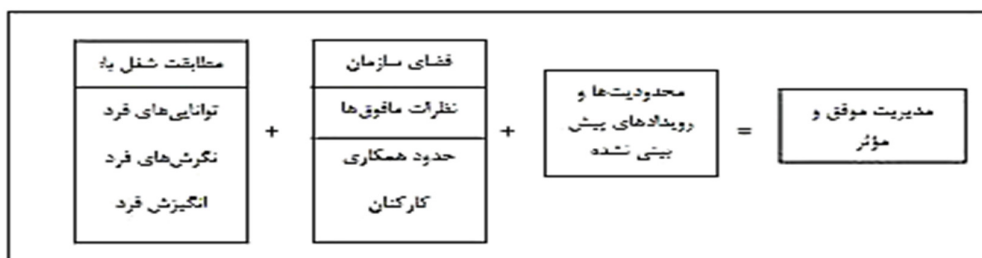 مطابقت شغل با:
توانایی‌های فرد
نگرش‌های فرد
انگیزش فرد
+
فضای سازمان
نظرات مافوق‌ها
حدود همکاری
کارکنان
+
محدودیت‌ها و
رویدادهای پیش
بینی نشده
=
مدیریت موفق و
مؤثر